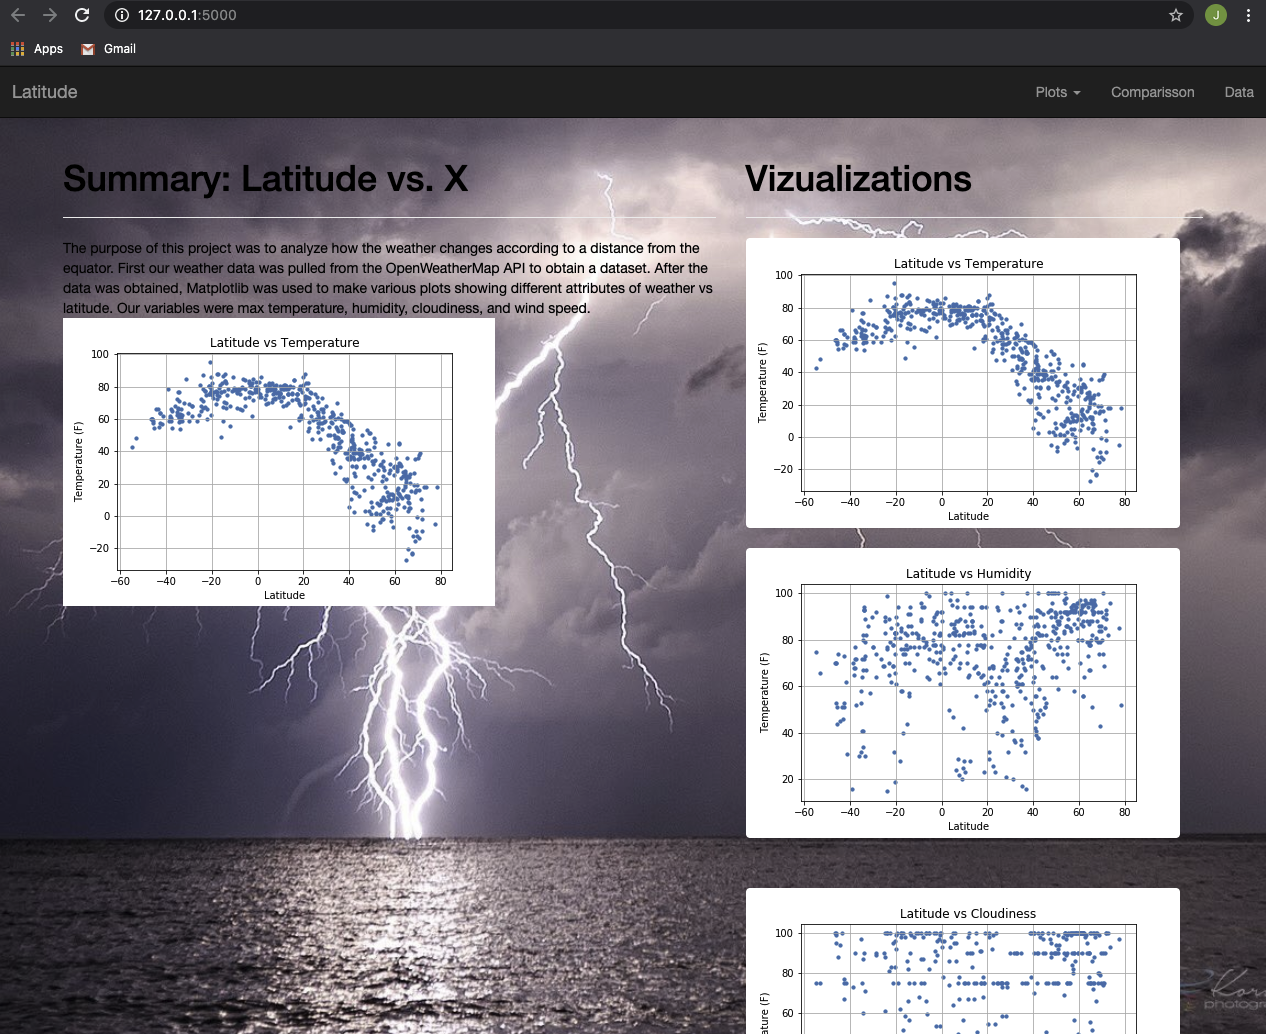 127.0.0.1:5000
J
Apps
Gmail
Latitude
Plots
Comparisson
Data
Summary: Latitude vs. X
The purpose of this project was to analyze how the weather changes according to a distance from the
equator. First our weather data was pulled from the OpenWeatherMap API to obtain a dataset. After the
data was obtained, Matplotlib was used to make various plots showing different attributes of weather vs
latitude. Our variables were max temperature, humidity, cloudiness, and wind speed.
Latitude vs Temperature
100
80
60
40
20
0
−20
Temperature (F)
−60 −40 −20 0 20 40 60 80
Latitude
Vizualizations
Latitude vs Temperature
100
80
60
40
20
0
−20
Temperature (F)
−60 −40 −20 0 20 40 60 80
Latitude
Latitude vs Humidity
100
80
60
40
20
Temperature (F)
−60 −40 −20 0 20 40 60 80
Latitude
Latitude vs Cloudiness
100
80
60
ature (F)
photogr